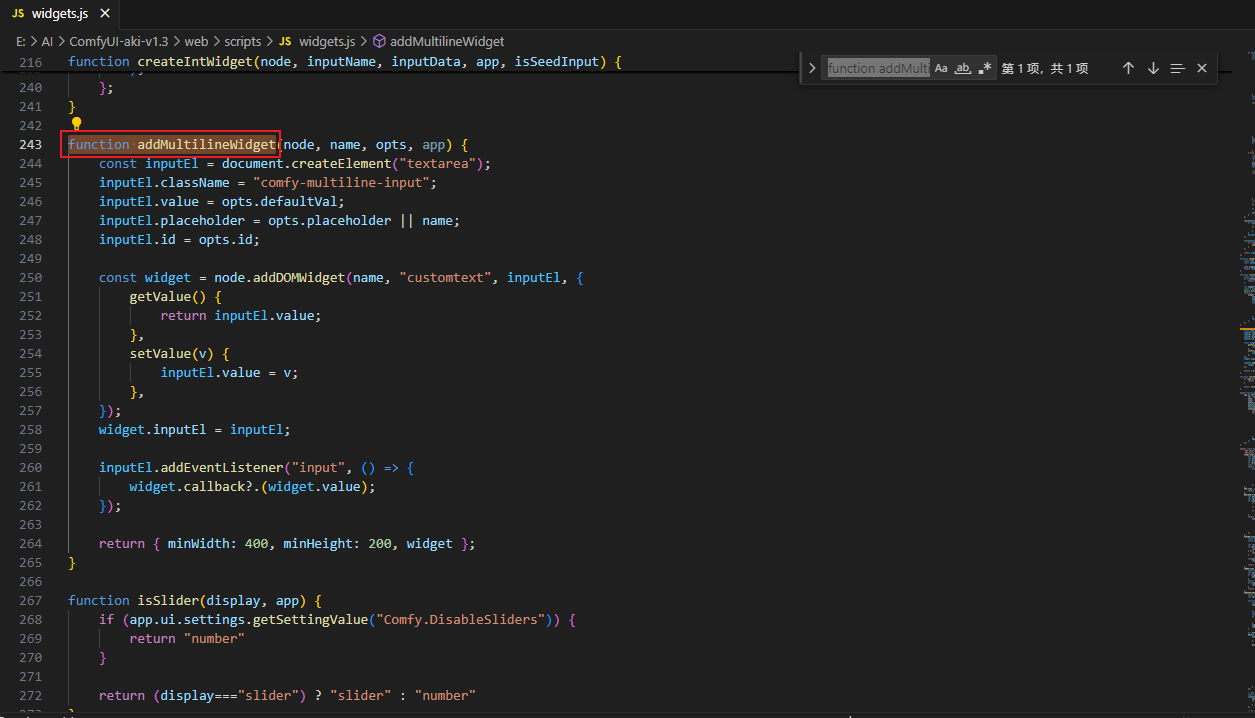 JS widgets.js ×
E: > AI > ComfyUI-aki-v1.3 > web > scripts > JS widgets.js > addMultilineWidget
216 function createIntWidget(node, inputName, inputData, app, isSeedInput) {
function addMulti Aa ab, .* 第 1 项, 共 1 项
240 };
241 }
242
243 function addMultilineWidget(node, name, opts, app) {
244 const inputEl = document.createElement("textarea");
245 inputEl.className = "comfy-multiline-input";
246 inputEl.value = opts.defaultVal;
247 inputEl.placeholder = opts.placeholder || name;
248 inputEl.id = opts.id;
249
250 const widget = node.addDOMWidget(name, "customtext", inputEl, {
251 getValue() {
252 return inputEl.value;
253 },
254 setValue(v) {
255 inputEl.value = v;
256 },
257 });
258 widget.inputEl = inputEl;
259
260 inputEl.addEventListener("input", () => {
261 widget.callback?.(widget.value);
262 });
263
264 return { minWidth: 400, minHeight: 200, widget };
265 }
266
267 function isSlider(display, app) {
268 if (app.ui.settings.getSettingValue("Comfy.DisableSliders")) {
269 return "number"
270 }
271
272 return (display==="slider") ? "slider" : "number"